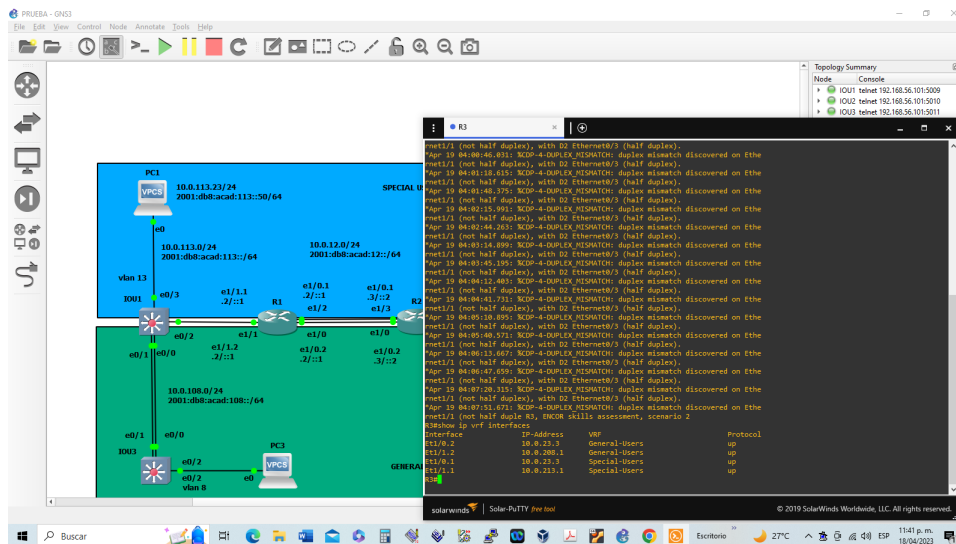 PRUEBA - GNS3
File Edit View Control Node Annotate Tools Help
Topology Summary
Node Console
IOU1 telnet 192.168.56.101:5009
IOU2 telnet 192.168.56.101:5010
IOU3 telnet 192.168.56.101:5011
PC1
VPCS
10.0.113.23/24
2001:db8:acad:113::50/64
SPECIAL U
e0
10.0.113.0/24
2001:db8:acad:113::/64
10.0.12.0/24
2001:db8:acad:12::/64
vlan 13
IOU1
e0/3
e1/1.1
.2/::1
R1
e1/0.1
.2/::1
e1/2
e1/0.1
.3/::2
e1/3
R2
e0/2
e1/1
e1/0
e1/0
e0/1
e0/0
e1/1.2
.2/::1
e1/0.2
.2/::1
e1/0.2
.3/::2
10.0.108.0/24
2001:db8:acad:108::/64
e0/1
e0/0
IOU3
PC3
VPCS
e0/2
e0/2
e0
vlan 8
GENERAL
R3
rnet1/1 (not half duplex), with D2 Ethernet0/3 (half duplex).
*Apr 19 04:00:46.031: %CDP-4-DUPLEX_MISMATCH: duplex mismatch discovered on Ethe
rnet1/1 (not half duplex), with D2 Ethernet0/3 (half duplex).
*Apr 19 04:01:18.615: %CDP-4-DUPLEX_MISMATCH: duplex mismatch discovered on Ethe
rnet1/1 (not half duplex), with D2 Ethernet0/3 (half duplex).
*Apr 19 04:01:48.375: %CDP-4-DUPLEX_MISMATCH: duplex mismatch discovered on Ethe
rnet1/1 (not half duplex), with D2 Ethernet0/3 (half duplex).
*Apr 19 04:02:15.991: %CDP-4-DUPLEX_MISMATCH: duplex mismatch discovered on Ethe
rnet1/1 (not half duplex), with D2 Ethernet0/3 (half duplex).
*Apr 19 04:02:44.263: %CDP-4-DUPLEX_MISMATCH: duplex mismatch discovered on Ethe
rnet1/1 (not half duplex), with D2 Ethernet0/3 (half duplex).
*Apr 19 04:03:14.899: %CDP-4-DUPLEX_MISMATCH: duplex mismatch discovered on Ethe
rnet1/1 (not half duplex), with D2 Ethernet0/3 (half duplex).
*Apr 19 04:03:45.195: %CDP-4-DUPLEX_MISMATCH: duplex mismatch discovered on Ethe
rnet1/1 (not half duplex), with D2 Ethernet0/3 (half duplex).
*Apr 19 04:04:12.403: %CDP-4-DUPLEX_MISMATCH: duplex mismatch discovered on Ethe
rnet1/1 (not half duplex), with D2 Ethernet0/3 (half duplex).
*Apr 19 04:04:41.731: %CDP-4-DUPLEX_MISMATCH: duplex mismatch discovered on Ethe
rnet1/1 (not half duplex), with D2 Ethernet0/3 (half duplex).
*Apr 19 04:05:10.895: %CDP-4-DUPLEX_MISMATCH: duplex mismatch discovered on Ethe
rnet1/1 (not half duplex), with D2 Ethernet0/3 (half duplex).
*Apr 19 04:05:40.571: %CDP-4-DUPLEX_MISMATCH: duplex mismatch discovered on Ethe
rnet1/1 (not half duplex), with D2 Ethernet0/3 (half duplex).
*Apr 19 04:06:13.667: %CDP-4-DUPLEX_MISMATCH: duplex mismatch discovered on Ethe
rnet1/1 (not half duplex), with D2 Ethernet0/3 (half duplex).
*Apr 19 04:06:47.659: %CDP-4-DUPLEX_MISMATCH: duplex mismatch discovered on Ethe
rnet1/1 (not half duplex), with D2 Ethernet0/3 (half duplex).
*Apr 19 04:07:20.315: %CDP-4-DUPLEX_MISMATCH: duplex mismatch discovered on Ethe
rnet1/1 (not half duplex), with D2 Ethernet0/3 (half duplex).
*Apr 19 04:07:51.671: %CDP-4-DUPLEX_MISMATCH: duplex mismatch discovered on Ethe
rnet1/1 (not half duple R3, ENCOR skills assessment, scenario 2
R3#show ip vrf interfaces
Interface IP-Address VRF Protocol
Et1/0.2 10.0.23.3 General-Users up
Et1/1.2 10.0.208.1 General-Users up
Et1/0.1 10.0.23.3 Special-Users up
Et1/1.1 10.0.213.1 Special-Users up
R3#
solarwinds Solar-PuTTY free tool © 2019 SolarWinds Worldwide, LLC. All rights reserved.
Buscar
Escritorio
27°C
ESP
11:41 p. m.
18/04/2023